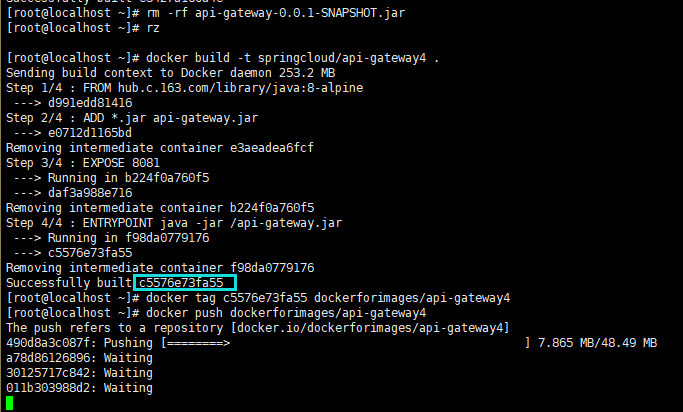 [root@localhost ~]# rm -rf api-gateway-0.0.1-SNAPSHOT.jar
[root@localhost ~]# rz
[root@localhost ~]# docker build -t springcloud/api-gateway4 .
Sending build context to Docker daemon 253.2 MB
Step 1/4 : FROM hub.c.163.com/library/java:8-alpine
 ---> d991edd81416
Step 2/4 : ADD *.jar api-gateway.jar
 ---> e0712d1165bd
Removing intermediate container e3aeadea6fcf
Step 3/4 : EXPOSE 8081
 ---> Running in b224f0a760f5
 ---> daf3a988e716
Removing intermediate container b224f0a760f5
Step 4/4 : ENTRYPOINT java -jar /api-gateway.jar
 ---> Running in f98da0779176
 ---> c5576e73fa55
Removing intermediate container f98da0779176
Successfully built c5576e73fa55
[root@localhost ~]# docker tag c5576e73fa55 dockerforimages/api-gateway4
[root@localhost ~]# docker push dockerforimages/api-gateway4
The push refers to a repository [docker.io/dockerforimages/api-gateway4]
490d8a3c087f: Pushing [========> ] 7.865 MB/48.49 MB
a78d86126896: Waiting
30125717c842: Waiting
011b303988d2: Waiting